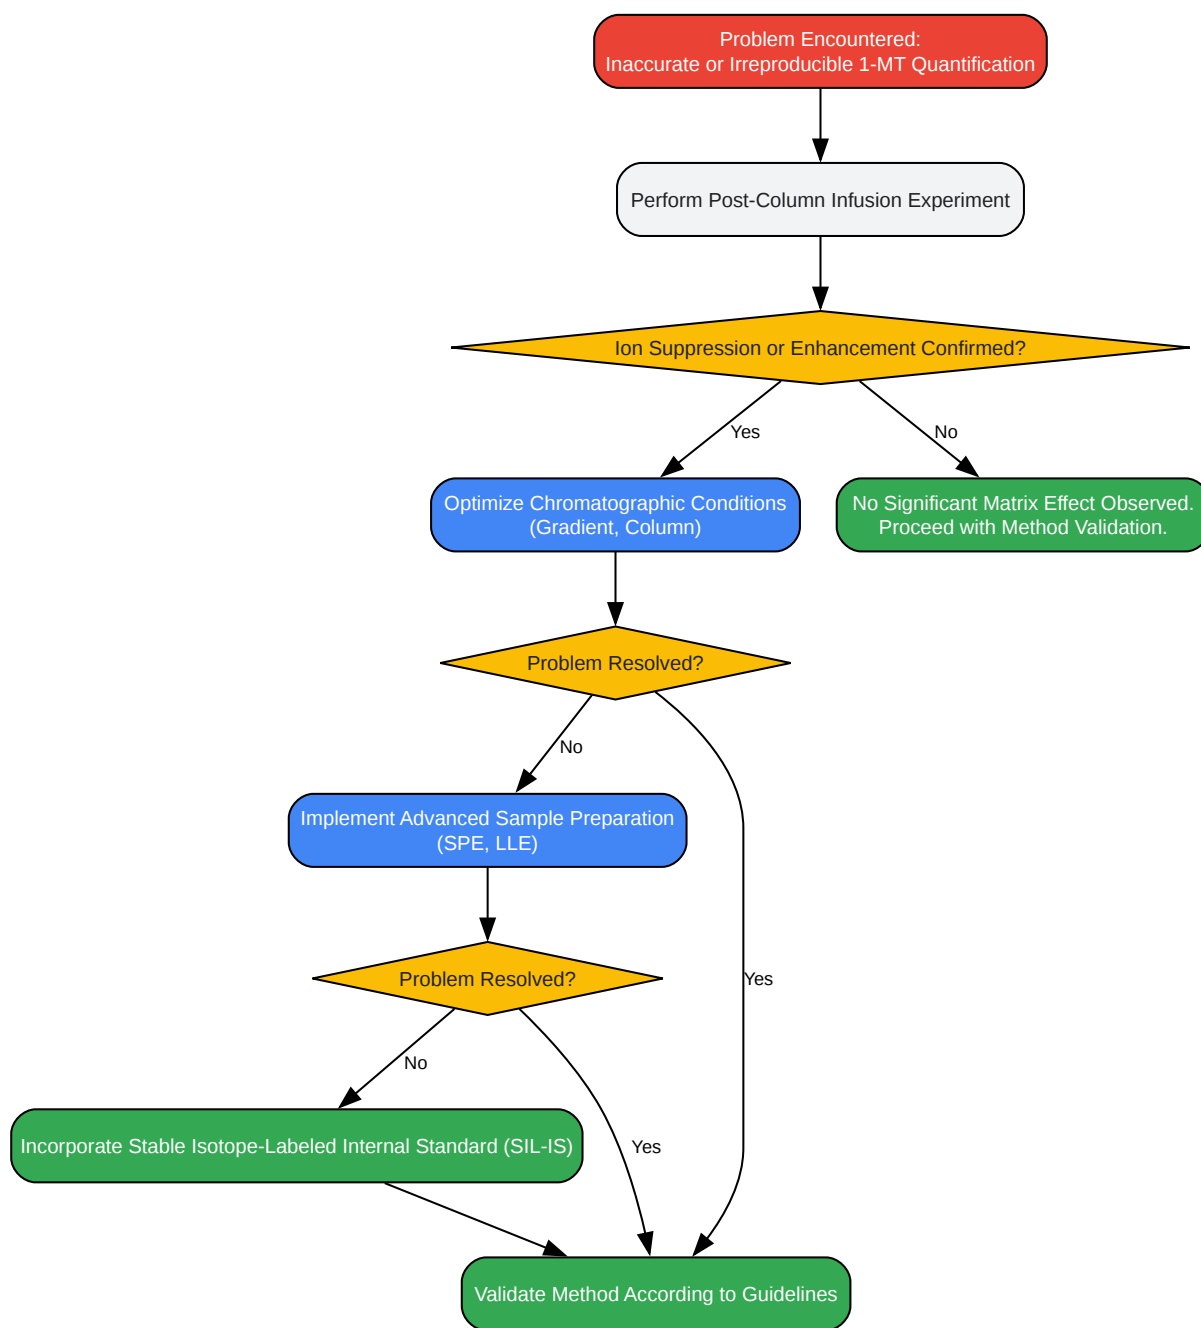 Problem Encountered:
Inaccurate or Irreproducible 1-MT Quantification
Perform Post-Column Infusion Experiment
Ion Suppression or Enhancement Confirmed?
Yes
No
Optimize Chromatographic Conditions
(Gradient, Column)
No Significant Matrix Effect Observed.
Proceed with Method Validation.
Problem Resolved?
No
Implement Advanced Sample Preparation
(SPE, LLE)
Problem Resolved?
Yes
No
Incorporate Stable Isotope-Labeled Internal Standard (SIL-IS)
Yes
Validate Method According to Guidelines